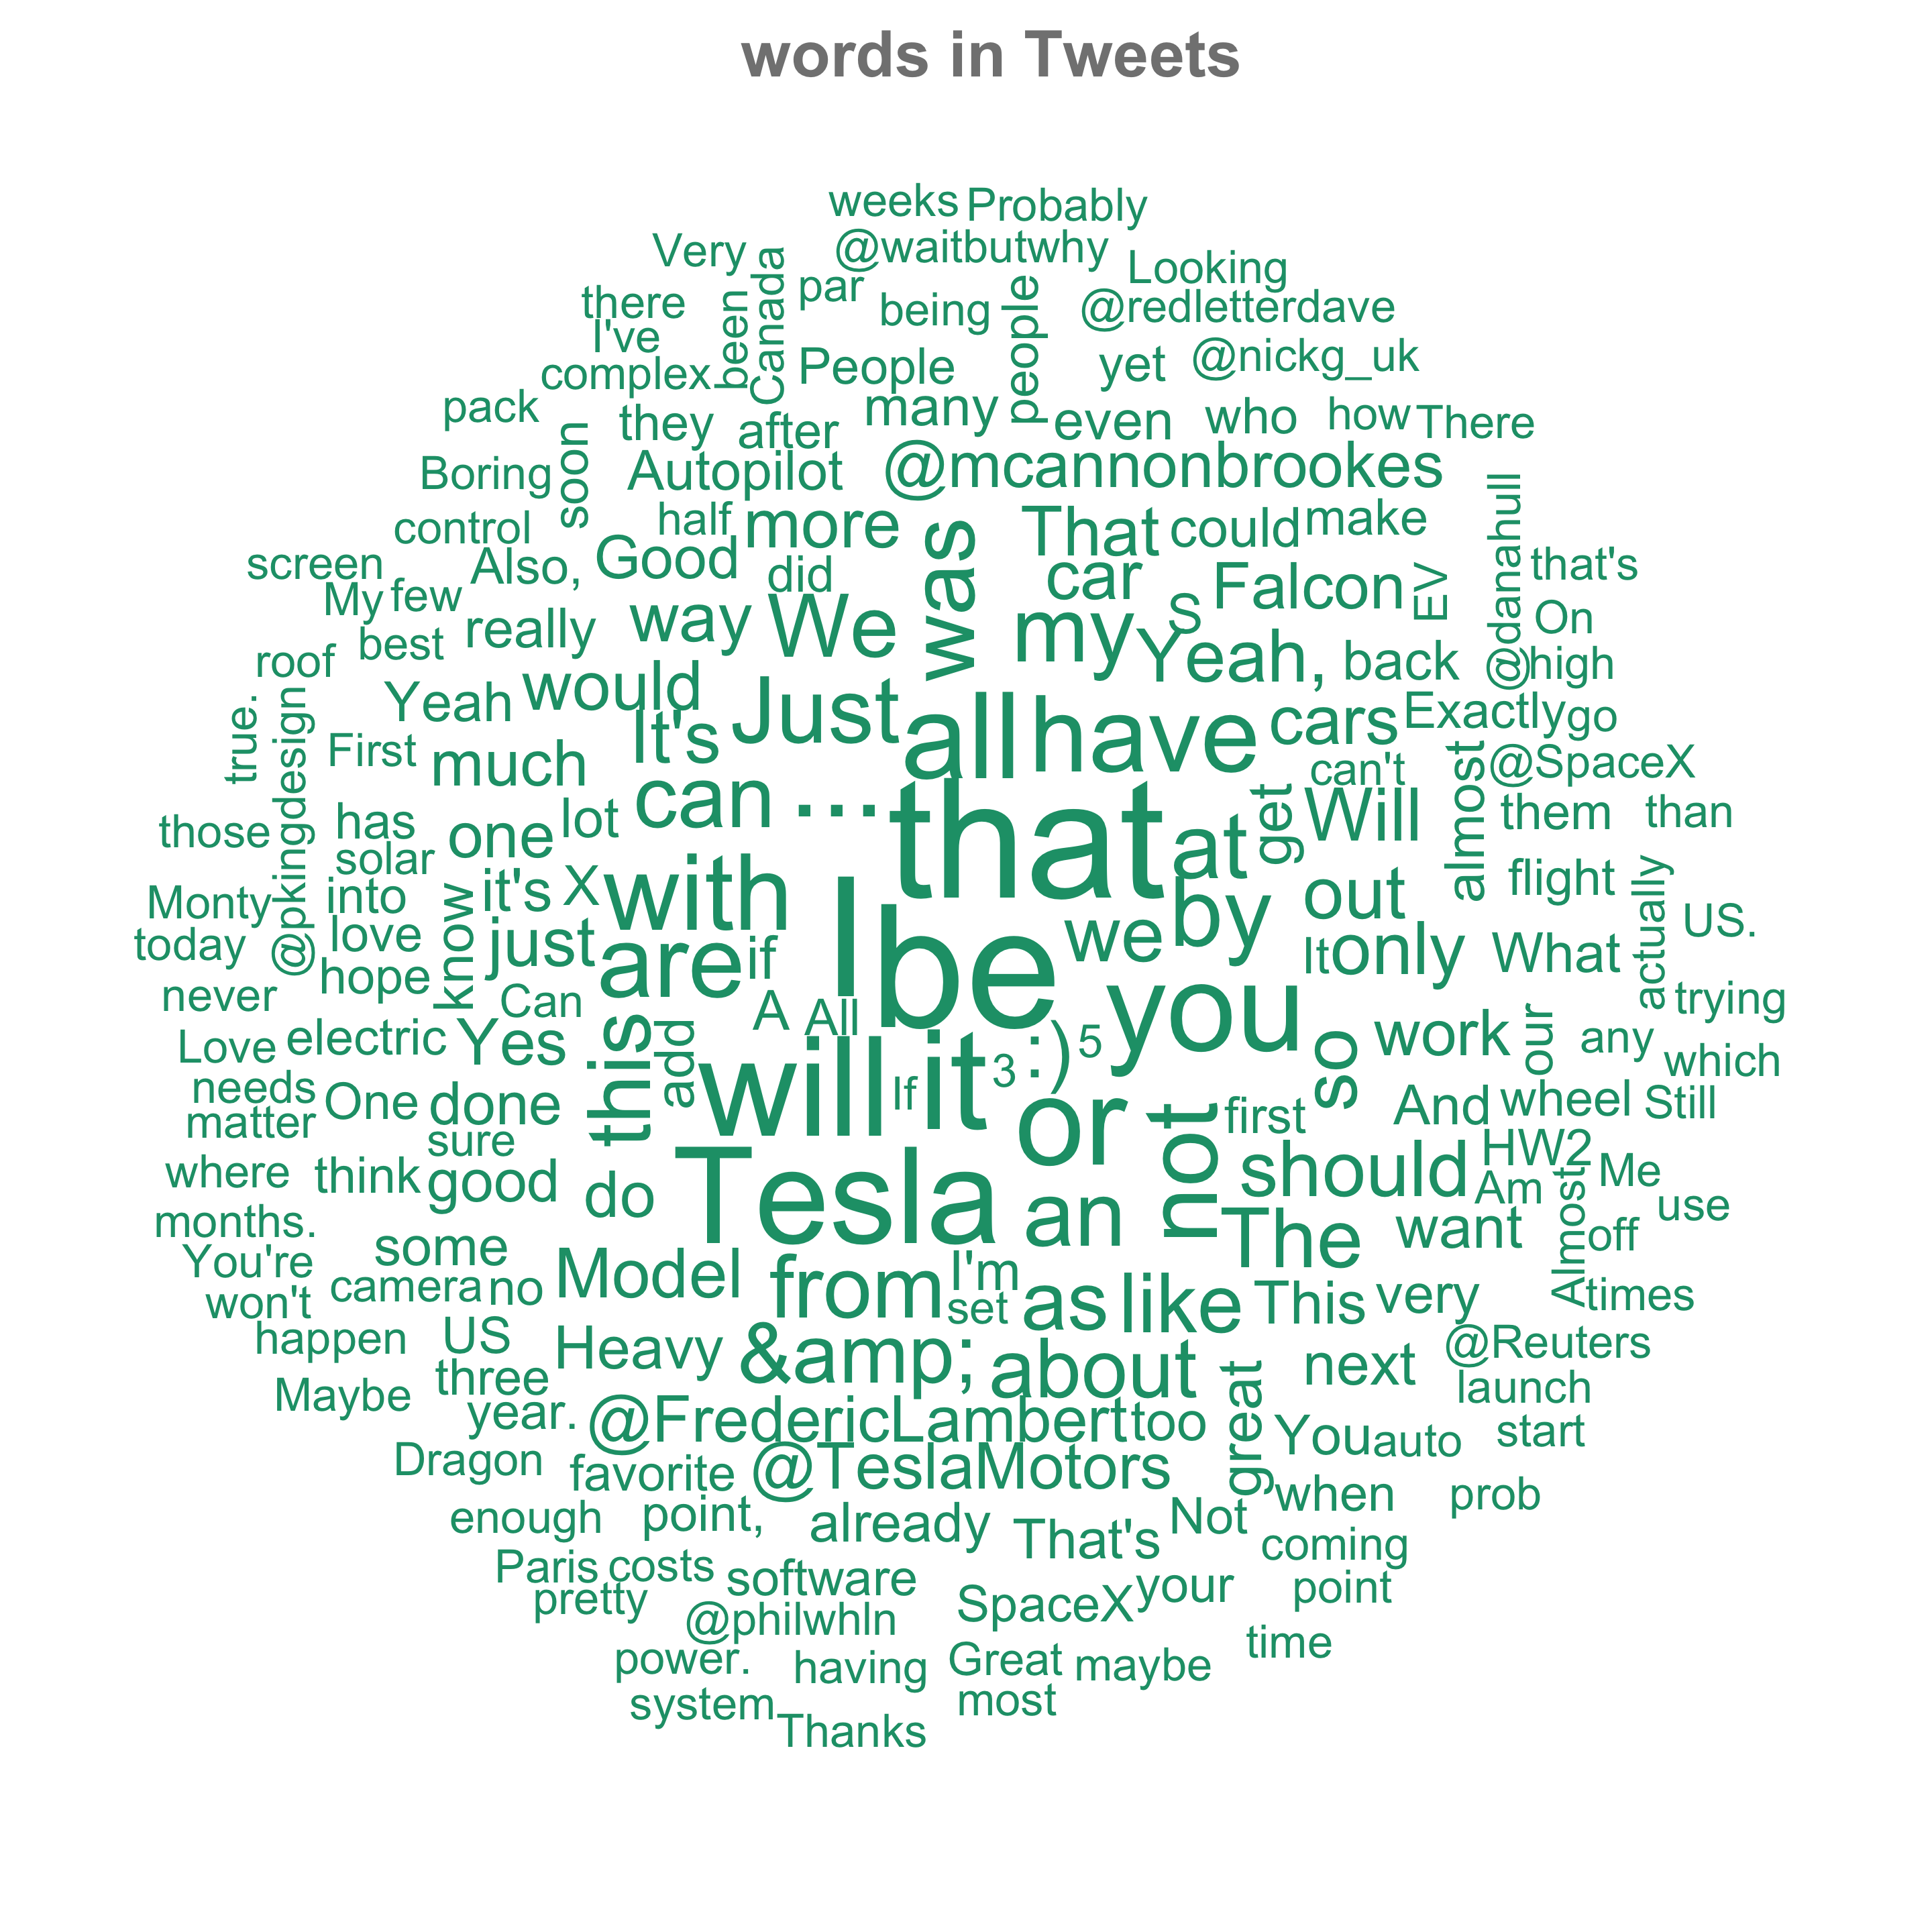 words in Tweets
weeks
Probably
Very
Canada
@waitbutwhy
Looking
there
been
par
being
people
@redletterdave
I've
complex
People
yet
@nickg_uk
pack
they
after
many
even
who
how
There
Boring
soon
Autopilot
@mcannonbrookes
control
half
more
was
That
could
make
@danahull
screen
Also,
Good
did
car
Falcon
EV
that's
My
few
really
way
We
my
S
On
roof
best
Yeah,
back
high
true.
@pkingdesign
Yeah
would
Just
all
have
cars
Exactly
go
First
much
It's
can't
almost
@SpaceX
those
has
one
lot
can
...
that
at
get
Will
them
than
solar
Monty
into
know
it's
X
with
I
by
out
flight
actually
US.
today
love
just
are
if
be
we
It
only
What
never
hope
Can
A
All
you
trying
Love
electric
Yes
this
add
will
it
3
:)
5
so
work
our
any
which
needs
One
done
If
or
not
first
And
wheel
Still
matter
sure
where
think
good
do
Tesla
an
should
HW2
Am
Almost
Me
months.
some
The
want
off
use
You're
camera
no
Model
from
I'm
set
as
like
This
very
times
won't
happen
US
Heavy
&amp;
about
great
next
@Reuters
Maybe
three
launch
year.
@FredericLambert
too
You
auto
start
Dragon
favorite
@TeslaMotors
when
prob
enough
point,
already
That's
Not
coming
Paris
costs
software
SpaceX
your
point
pretty
@philwhln
time
power.
having
Great
maybe
system
most
Thanks